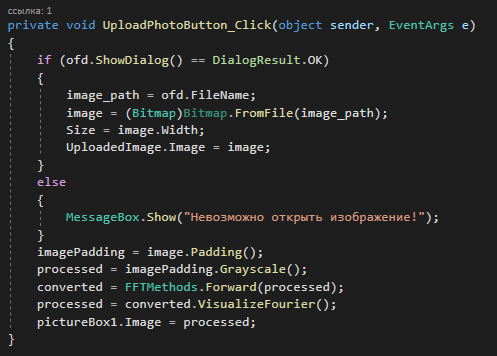 ссылка: 1
private void UploadPhotoButton_Click(object sender, EventArgs e)
{
    if (ofd.ShowDialog() == DialogResult.OK)
    {
        image_path = ofd.FileName;
        image = (Bitmap)Bitmap.FromFile(image_path);
        Size = image.Width;
        UploadedImage.Image = image;
    }
    else
    {
        MessageBox.Show("Невозможно открыть изображение!");
    }
    imagePadding = image.Padding();
    processed = imagePadding.Grayscale();
    converted = FFTMethods.Forward(processed);
    processed = converted.VisualizeFourier();
    pictureBox1.Image = processed;
}